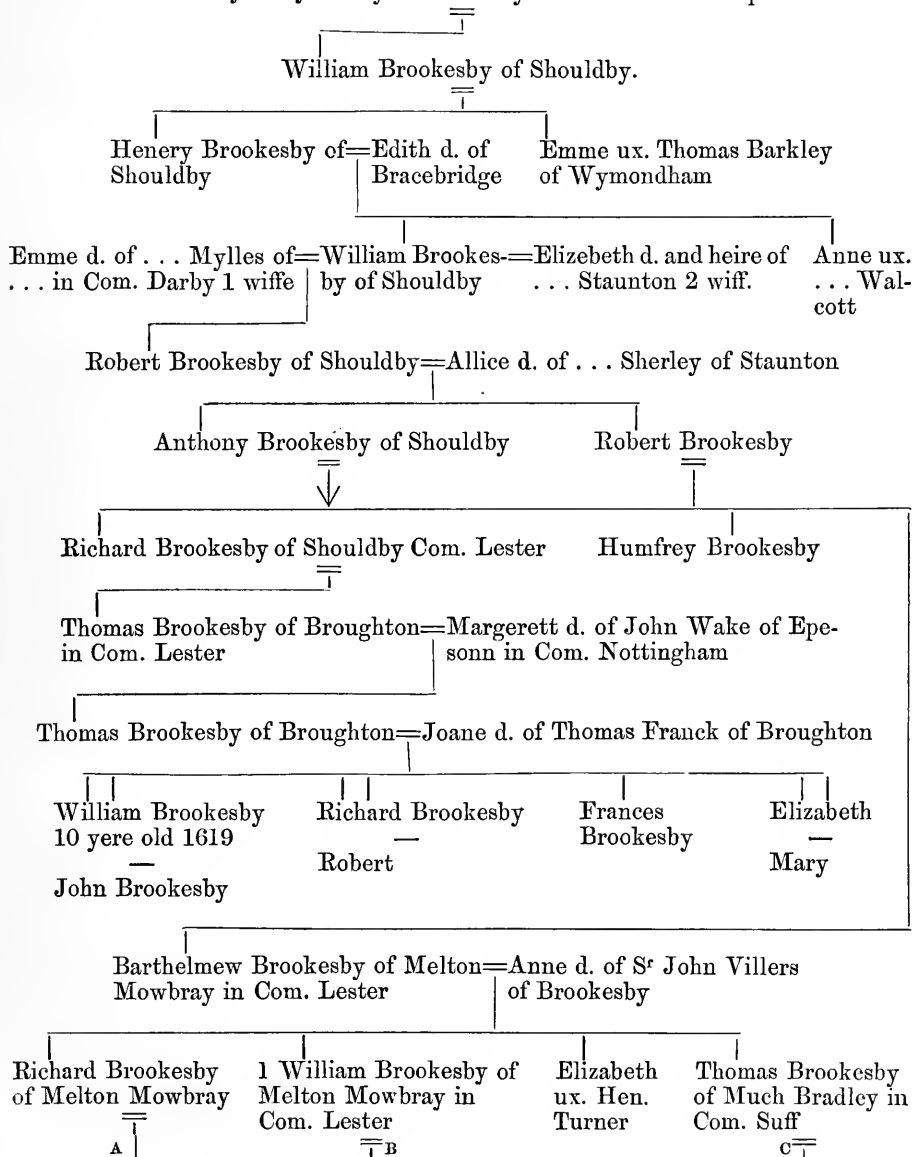 William Brookesby of Shouldby.
Henery Brookesby of=Edith d. of Emme ux. Thomas Barkley
Shouldby Bracebridge of Wymondham
Emme d. of . . . Mylles of=William Brookes-=Elizebeth d. and heire of Anne ux.
. . . in Com. Darby 1 wiffe by of Shouldby . . . Staunton 2 wiff. . . . Wal-
cott
Robert Brookesby of Shouldby=Allice d. of . . . Sherley of Staunton
Anthony Brookesby of Shouldby Robert Brookesby
Richard Brookesby of Shouldby Com. Lester Humfrey Brookesby
Thomas Brookesby of Broughton=Margerett d. of John Wake of Epe-
in Com. Lester sonn in Com. Nottingham
Thomas Brookesby of Broughton=Joane d. of Thomas Franck of Broughton
William Brookesby Richard Brookesby Frances Elizabeth
10 yere old 1619 — Brookesby —
— Robert Mary
John Brookesby
Barthelmew Brookesby of Melton=Anne d. of Sʳ John Villers
Mowbray in Com. Lester of Brookesby
Richard Brookesby 1 William Brookesby of Elizabeth Thomas Brookesby
of Melton Mowbray Melton Mowbray in ux. Hen. of Much Bradley in
Com. Lester Turner Com. Suff
A B C